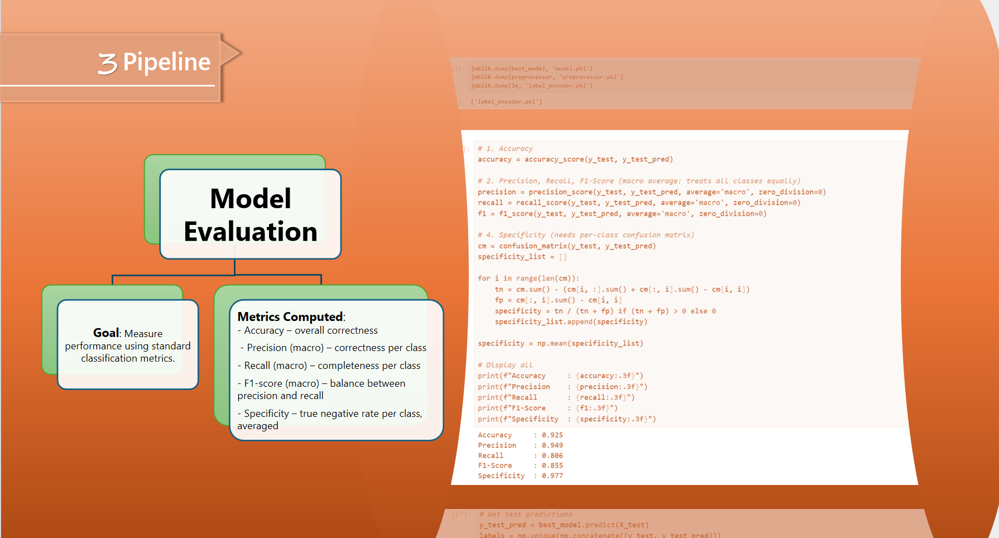 3 Pipeline
Model
Evaluation
Goal: Measure
performance using standard
classification metrics.
Metrics Computed:
- Accuracy – overall correctness
- Precision (macro) – correctness per class
- Recall (macro) – completeness per class
- F1-score (macro) – balance between
precision and recall
- Specificity – true negative rate per class,
averaged
13]:
joblib.dump(best_model, 'model.pkl')
joblib.dump(preprocessor, 'preprocessor.pkl')
joblib.dump(le, 'label_encoder.pkl')
]: ['label_encoder.pkl']
]:
# 1. Accuracy
accuracy = accuracy_score(y_test, y_test_pred)
# 2. Precision, Recall, F1-Score (macro average: treats all classes equally)
precision = precision_score(y_test, y_test_pred, average='macro', zero_division=0)
recall = recall_score(y_test, y_test_pred, average='macro', zero_division=0)
f1 = f1_score(y_test, y_test_pred, average='macro', zero_division=0)
# 4. Specificity (needs per-class confusion matrix)
cm = confusion_matrix(y_test, y_test_pred)
specificity_list = []
for i in range(len(cm)):
    tn = cm.sum() - (cm[i, :].sum() + cm[:, i].sum() - cm[i, i])
    fp = cm[:, i].sum() - cm[i, i]
    specificity = tn / (tn + fp) if (tn + fp) > 0 else 0
    specificity_list.append(specificity)
specificity = np.mean(specificity_list)
# Display all
print(f"Accuracy     : {accuracy:.3f}")
print(f"Precision    : {precision:.3f}")
print(f"Recall       : {recall:.3f}")
print(f"F1-Score     : {f1:.3f}")
print(f"Specificity  : {specificity:.3f}")
Accuracy     : 0.925
Precision    : 0.949
Recall       : 0.806
F1-Score     : 0.855
Specificity  : 0.977
[57]: # Get test predictions
y_test_pred = best_model.predict(X_test)
labels = np.unique(np.concatenate((y_test, y_test_pred)))